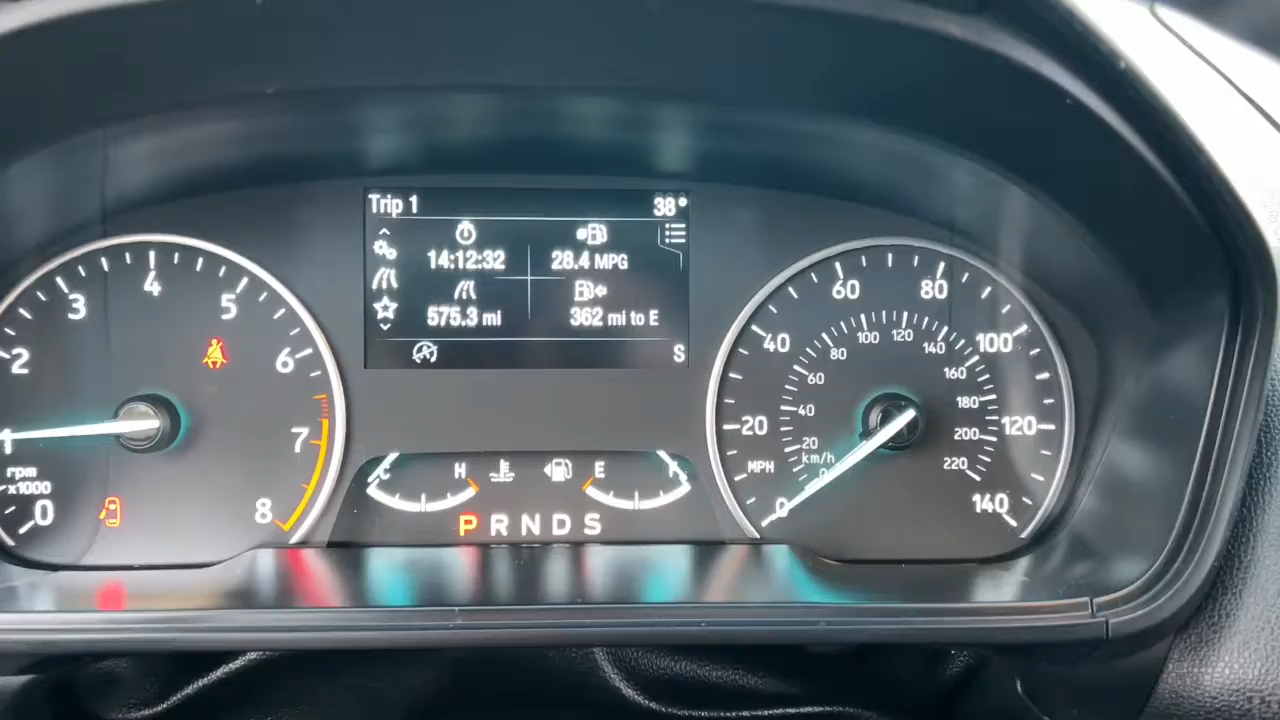 Trip 1 38°
14:12:32 28.4 MPG
575.3 mi 362 mi to E
S
1 2 3 4 5 6 7 8
rpm
x1000
0
C H E F
P R N D S
0 20 40 60 80 100 120 140
MPH
0 20 40 60 80 100 120 140 160 180 200 220
km/h